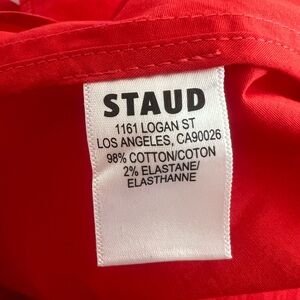 STAUD
1161 LOGAN ST
LOS ANGELES, CA90026
98% COTTON/COTON
2% ELASTANE/
ELASTHANNE